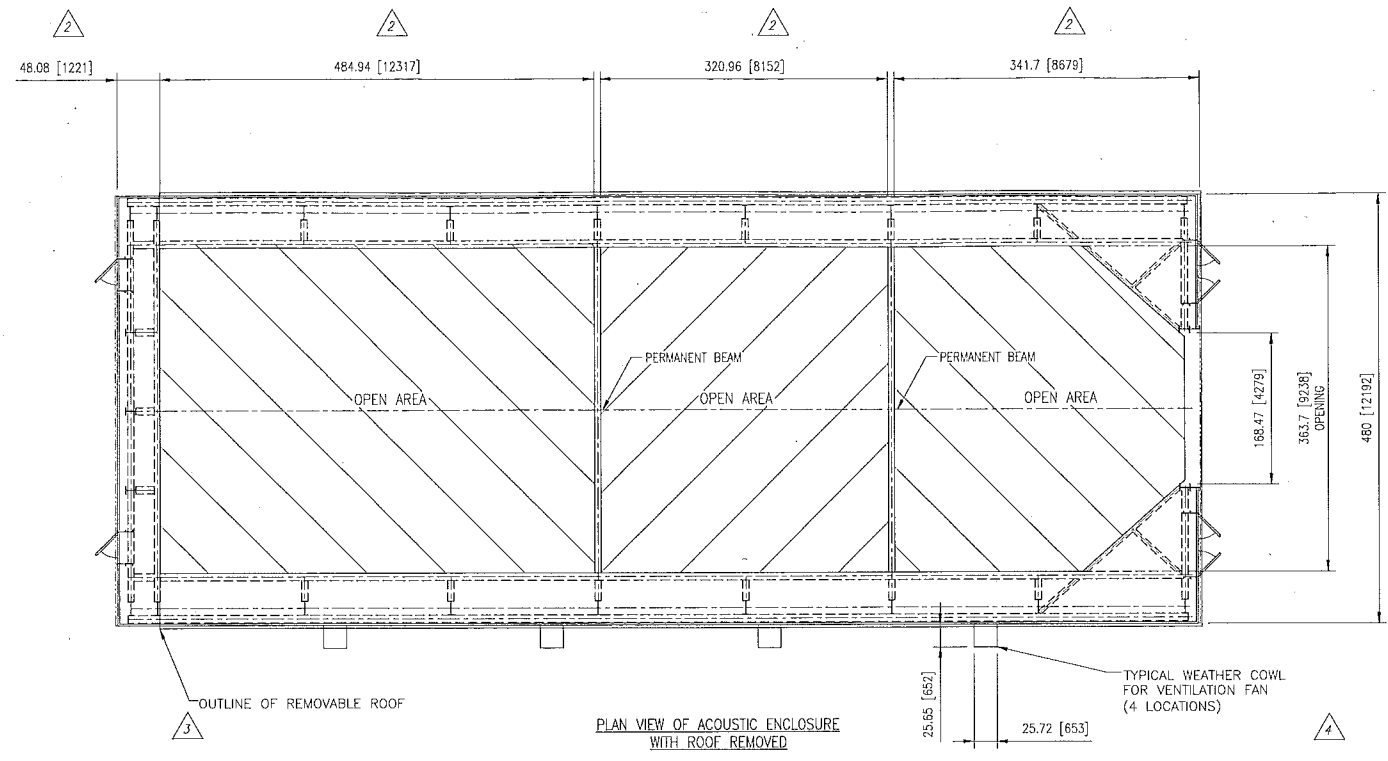 2
2
2
2
48.08 [1221]
484.94 [12317]
320.96 [8152]
341.7 [8679]
PERMANENT BEAM
PERMANENT BEAM
OPEN AREA
OPEN AREA
OPEN AREA
168.47 [4279]
363.7 [9238]
OPENING
480 [12192]
OUTLINE OF REMOVABLE ROOF
3
PLAN VIEW OF ACOUSTIC ENCLOSURE
WITH ROOF REMOVED
25.65 [652]
25.72 [653]
TYPICAL WEATHER COWL
FOR VENTILATION FAN
(4 LOCATIONS)
4